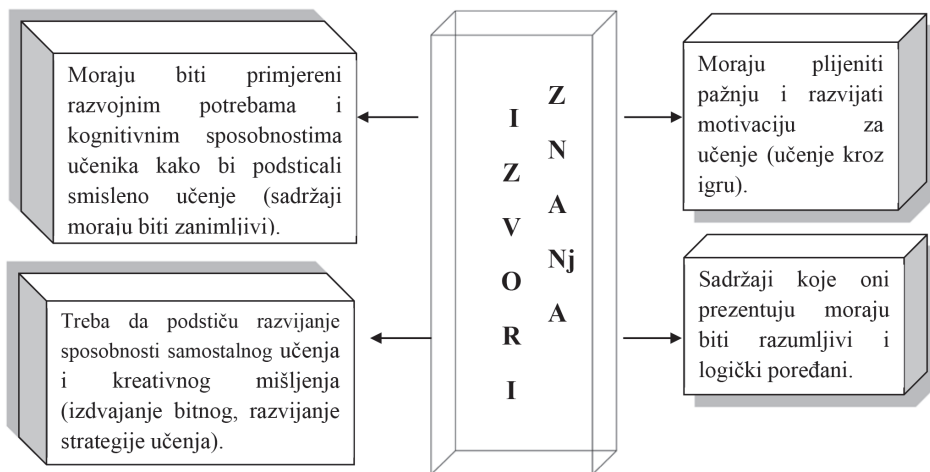 Moraju biti primjereni
razvojnim potrebama i
kognitivnim sposobnostima
učenika kako bi podsticali
smisleno učenje (sadržaji
moraju biti zanimljivi).
Treba da podstiču razvijanje
sposobnosti samostalnog učenja
i kreativnog mišljenja
(izdvajanje bitnog, razvijanje
strategije učenja).
I
Z
V
O
R
I
Z
N
A
Nj
A
Moraju plijeniti
pažnju i razvijati
motivaciju za
učenje (učenje kroz
igru).
Sadržaji koje oni
prezentuju moraju
biti razumljivi i
logički poređani.